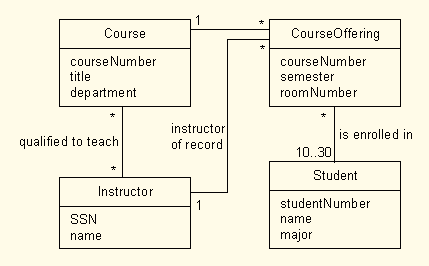 Course
1
*
CourseOffering
courseNumber
title
department
*
courseNumber
semester
roomNumber
*
*
qualified to teach
instructor
of record
is enrolled in
*
10..30
Instructor
1
Student
SSN
name
studentNumber
name
major